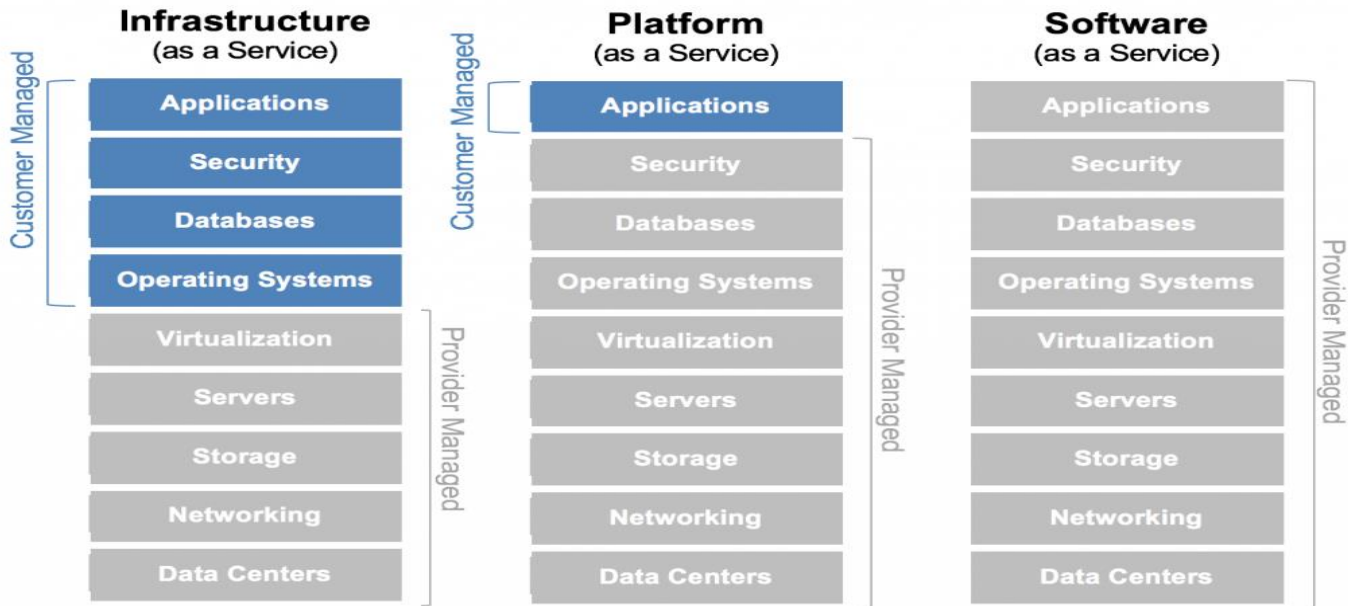 Infrastructure
(as a Service)
Customer Managed
Applications
Security
Databases
Operating Systems
Virtualization
Servers
Storage
Networking
Data Centers
Provider Managed
Platform
(as a Service)
Customer Managed
Applications
Security
Databases
Operating Systems
Virtualization
Servers
Storage
Networking
Data Centers
Provider Managed
Software
(as a Service)
Applications
Security
Databases
Operating Systems
Virtualization
Servers
Storage
Networking
Data Centers
Provider Managed